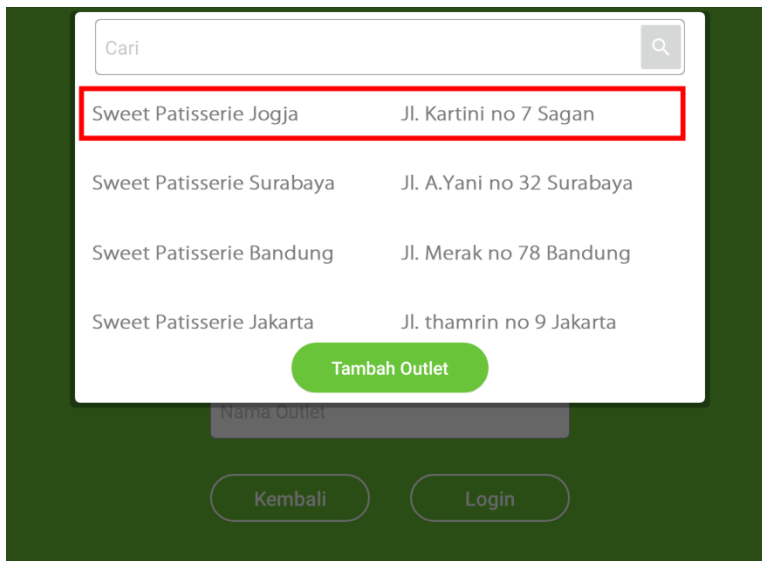 Cari
Sweet Patisserie Jogja Jl. Kartini no 7 Sagan
Sweet Patisserie Surabaya Jl. A.Yani no 32 Surabaya
Sweet Patisserie Bandung Jl. Merak no 78 Bandung
Sweet Patisserie Jakarta Jl. thamrin no 9 Jakarta
Tambah Outlet
Nama Outlet
Kembali Login